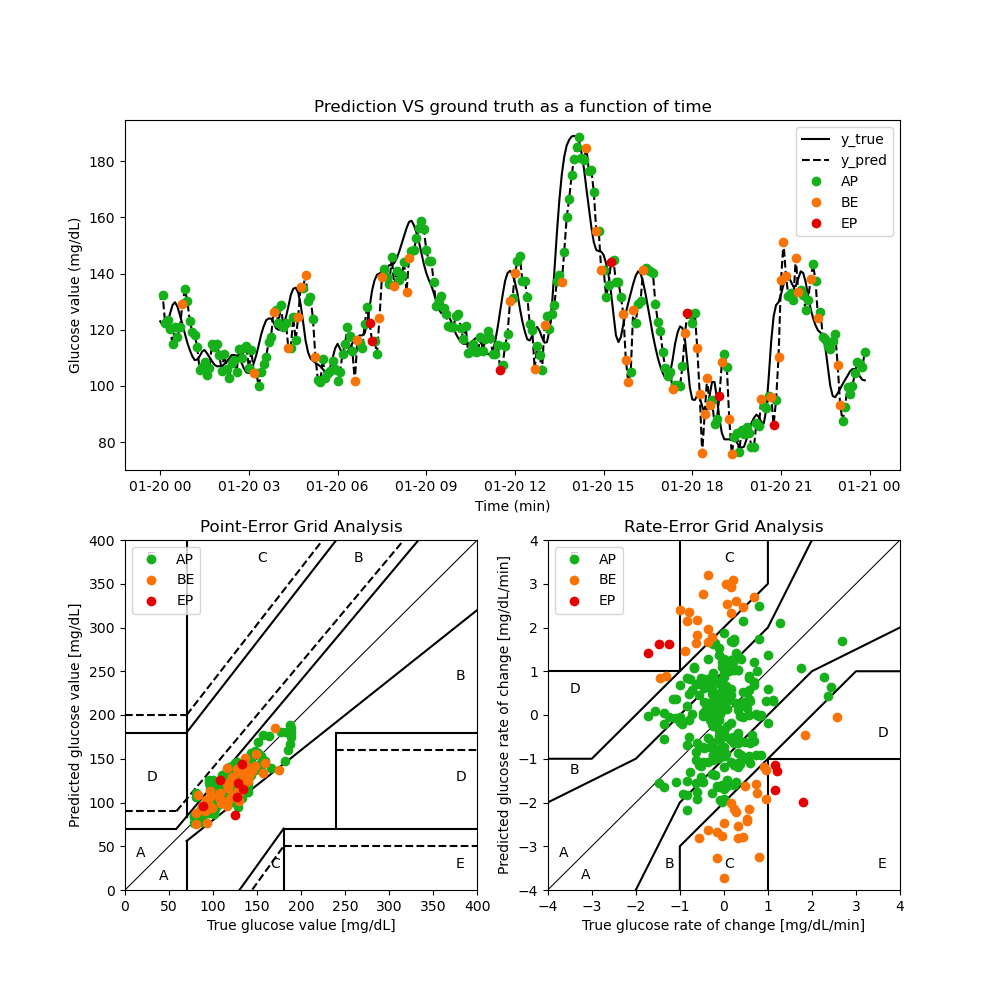 Prediction VS ground truth as a function of time
Glucose value (mg/dL)
180
160
140
120
100
80
y_true
y_pred
AP
BE
EP
01-20 00 01-20 03 01-20 06 01-20 09 01-20 12 01-20 15 01-20 18 01-20 21 01-21 00
Time (min)
Point-Error Grid Analysis
Predicted glucose value [mg/dL]
400
350
300
250
200
150
100
50
0
AP
BE
EP
C
B
B
D
D
A
A
C
E
0 50 100 150 200 250 300 350 400
True glucose value [mg/dL]
Rate-Error Grid Analysis
Predicted glucose rate of change [mg/dL/min]
4
3
2
1
0
−1
−2
−3
−4
AP
BE
EP
C
D
D
B
A
A
B
C
E
−4 −3 −2 −1 0 1 2 3 4
True glucose rate of change [mg/dL/min]